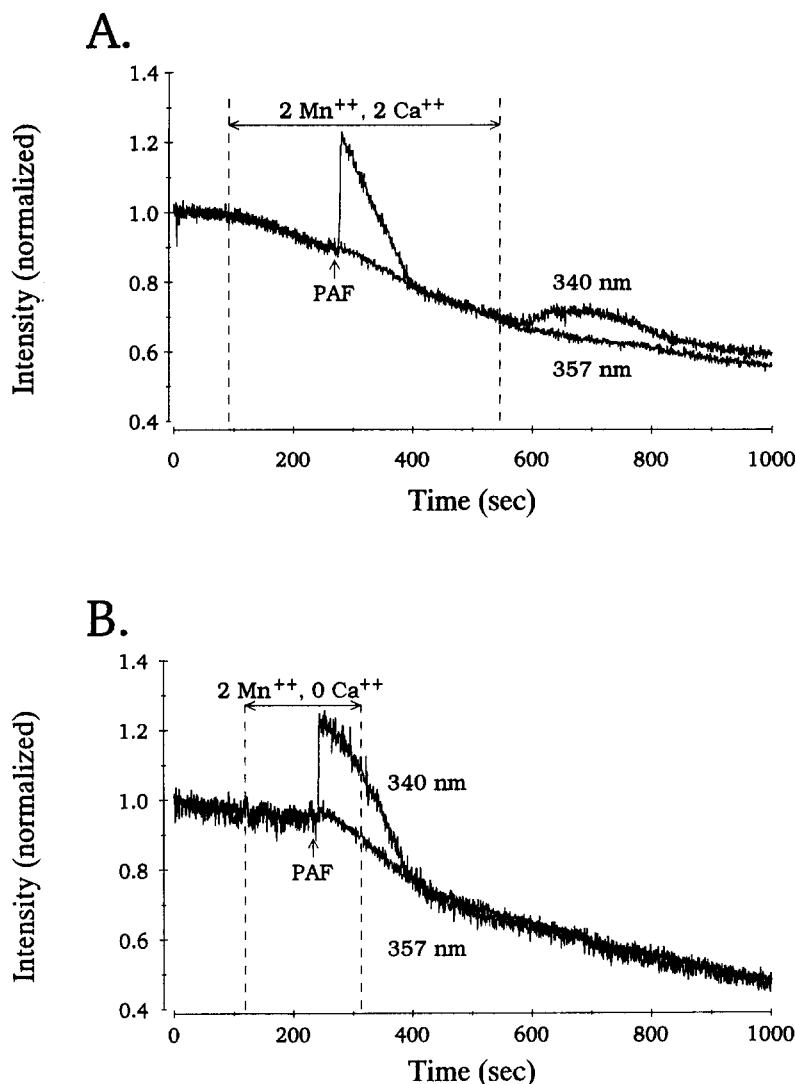 A.
1.4
2 Mn++, 2 Ca++
1.2
1.0
0.8
PAF
340 nm
0.6
357 nm
0.4
Intensity (normalized)
0 200 400 600 800 1000
Time (sec)
B.
1.4
2 Mn++, 0 Ca++
1.2
340 nm
1.0
PAF
0.8
357 nm
0.6
0.4
Intensity (normalized)
0 200 400 600 800 1000
Time (sec)